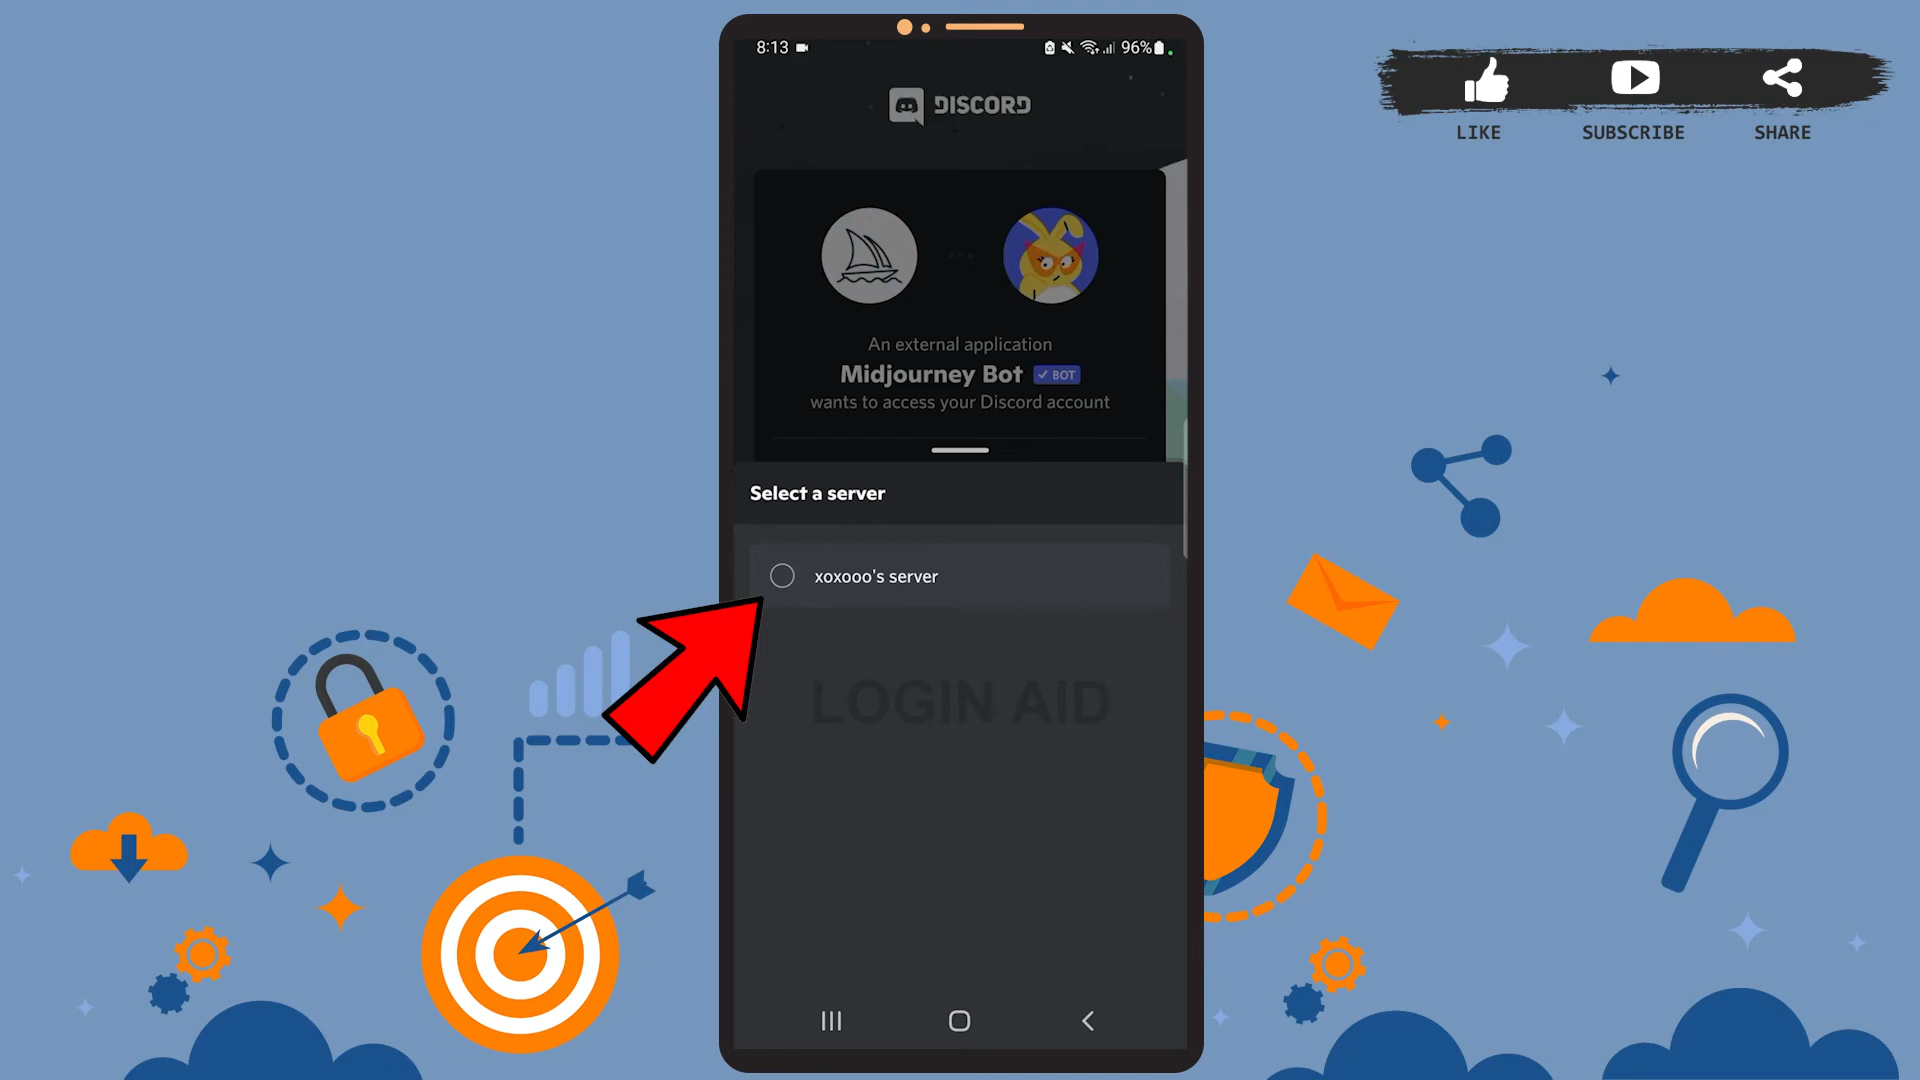 8:13
96%
DISCORD
An external application
Midjourney Bot ✓ BOT
wants to access your Discord account
Select a server
xoxooo's server
LOGIN AID
LIKE SUBSCRIBE SHARE